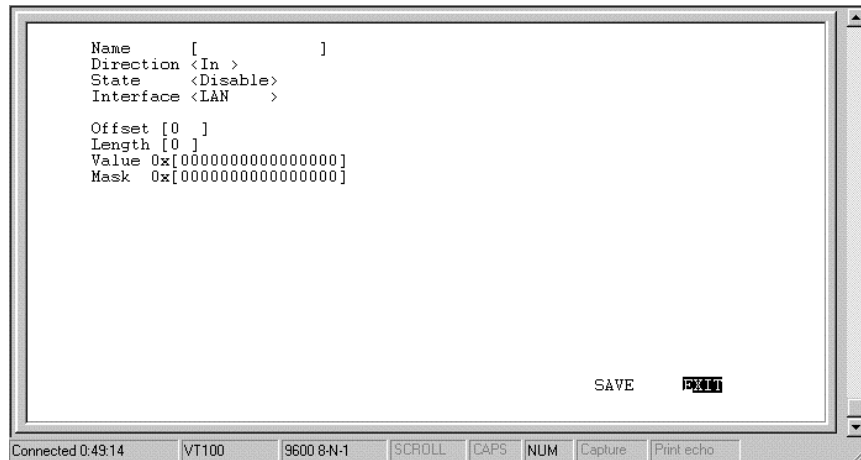 Name      [               ]
Direction <In >
State     <Disable>
Interface <LAN     >
Offset [0  ]
Length [0 ]
Value 0x[0000000000000000]
Mask  0x[0000000000000000]
SAVE    EXIT
Connected 0:49:14 VT100 9600 8-N-1 SCROLL CAPS NUM Capture Print echo